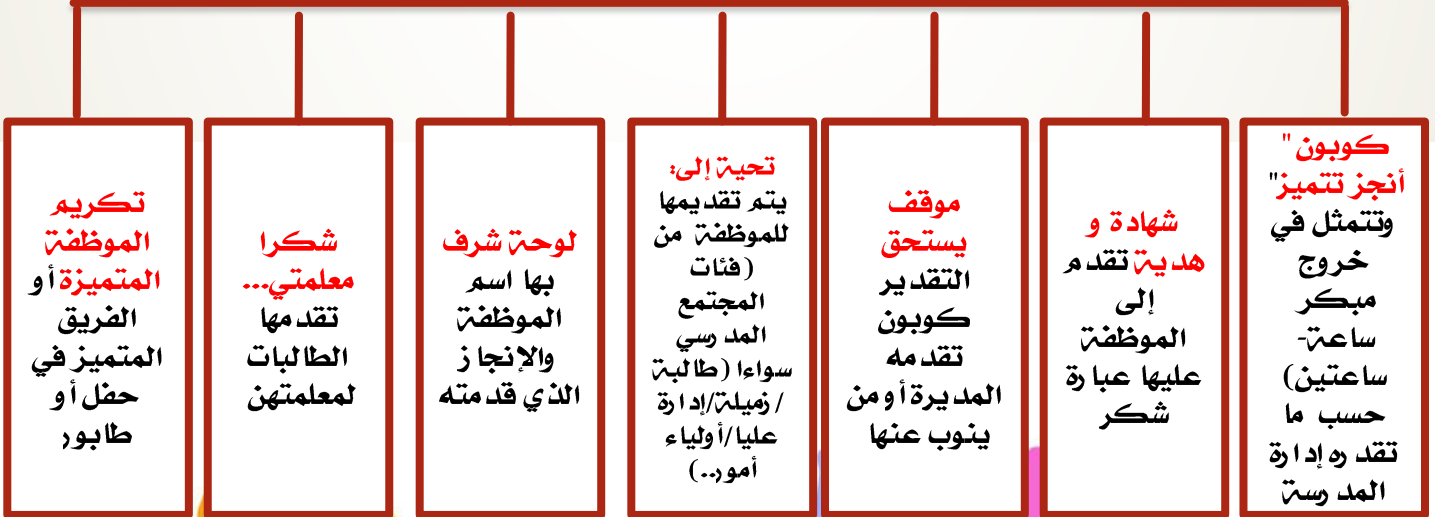 كوبون "
أنجز تتميز"
وتتمثل في
خروج
مبكر
ساعة-
ساعتين)
حسب ما
تقدره إدارة
المدرسة
شهادة و
هدية تقدم
إلى
الموظفة
عليها عبارة
شكر
موقف
يستحق
التقدير
كوبون
تقدمه
المديرة أو من
ينوب عنها
تحية إلى:
يتم تقديمها
للموظفة من
(فئات
المجتمع
المدرسي
سواءا (طالبة
/ زميلة/إدارة
عليا/أولياء
أمور..)
لوحة شرف
بها اسم
الموظفة
والإنجاز
الذي قدمته
شكرا
معلمتي...
تقدمها
الطالبات
لمعلمتهن
تكريم
الموظفة
المتميزة أو
الفريق
المتميز في
حفل أو
طابور